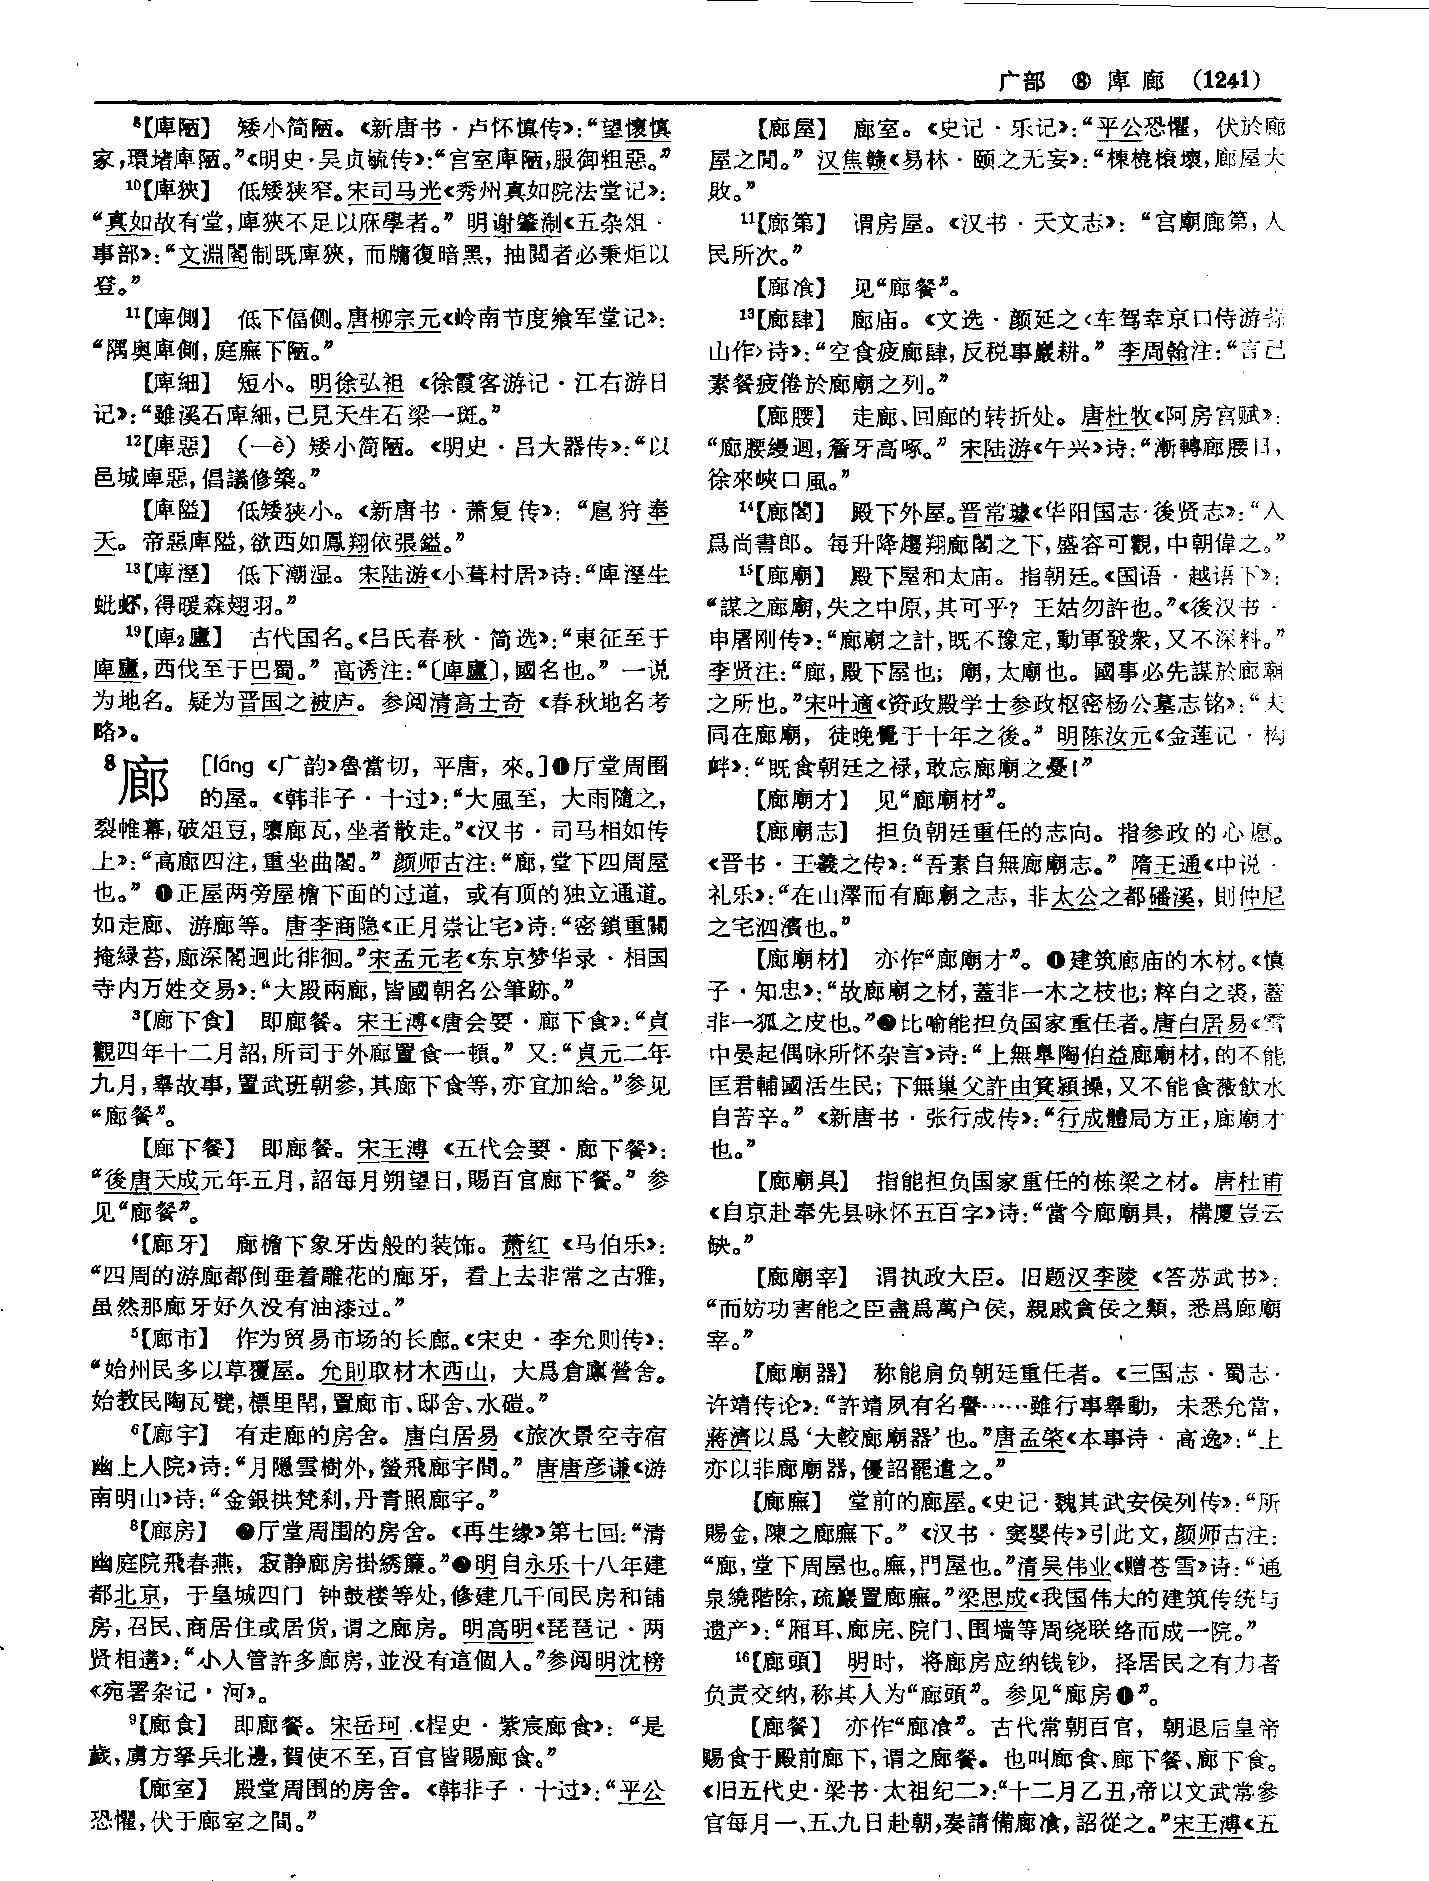 广部 ⑧ 庳廊 (1241)
8【庳陋】 矮小简陋。《新唐书·卢怀慎传》:“望懷慎
家,環堵庳陋。”《明史·吴贞毓传》:“宫室庳陋,服御粗惡。”
10【庳狹】 低矮狭窄。宋司马光《秀州真如院法堂记》:
“真如故有堂,庳狹不足以庥學者。” 明谢肇淛《五杂俎·
事部》:“文淵閣制既庳狹, 而牖復暗黑, 抽閲者必秉炬以
登。”
11【庳側】 低下偪侧。唐柳宗元《岭南节度飨军堂记》:
“隅奥庳側,庭廡下陋。”
【庳細】 短小。明徐弘祖《徐霞客游记·江右游日
记》:“雖溪石庳細,已見天生石梁一斑。”
12【庳惡】 (—è) 矮小简陋。《明史·吕大器传》:“以
邑城庳惡,倡議修築。”
【庳隘】 低矮狭小。《新唐书·萧复传》: “扈狩奉
天。帝惡庳隘,欲西如鳳翔依張鎰。”
13【庳溼】 低下潮湿。 宋陆游《小葺村居》诗:“庳溼生
蚍蜉,得暖森翅羽。”
19【庳2廬】 古代国名。《吕氏春秋·简选》:“東征至于
庳廬,西伐至于巴蜀。” 高诱注:“〔庳廬〕,國名也。” 一说
为地名。疑为晋国之被庐。参阅清高士奇《春秋地名考
略》。
8廊 [láng 《广韵》魯當切, 平唐, 來。]❶厅堂周围
的屋。《韩非子·十过》:“大風至, 大雨隨之,
裂帷幕,破俎豆,隳廊瓦,坐者散走。”《汉书·司马相如传
上》:“高廊四注,重坐曲閣。” 颜师古注:“廊,堂下四周屋
也。” ❶正屋两旁屋檐下面的过道, 或有顶的独立通道。
如走廊、游廊等。 唐李商隐《正月崇让宅》诗:“密鎖重關
掩緑苔,廊深閣迥此徘徊。”宋孟元老《东京梦华录·相国
寺内万姓交易》:“大殿兩廊,皆國朝名公筆跡。”
3【廊下食】 即廊餐。 宋王溥《唐会要·廊下食》:“貞
觀四年十二月詔,所司于外廊置食一頓。” 又:“貞元二年
九月,舉故事,置武班朝參,其廊下食等,亦宜加給。”参见
“廊餐”。
【廊下餐】 即廊餐。宋王溥《五代会要·廊下餐》:
“後唐天成元年五月,詔每月朔望日,賜百官廊下餐。” 参
见“廊餐”。
4【廊牙】 廊檐下象牙齿般的装饰。萧红《马伯乐》:
“四周的游廊都倒垂着雕花的廊牙, 看上去非常之古雅,
虽然那廊牙好久没有油漆过。”
5【廊市】 作为贸易市场的长廊。《宋史·李允则传》:
“始州民多以草覆屋。允則取材木西山, 大爲倉廩營舍。
始教民陶瓦甓,標里閈,置廊市、邸舍、水磑。”
6【廊宇】 有走廊的房舍。唐白居易《旅次景空寺宿
幽上人院》诗:“月隱雲樹外,螢飛廊宇間。” 唐唐彦谦《游
南明山》诗:“金銀拱梵刹,丹青照廊宇。”
8【廊房】 ❶厅堂周围的房舍。《再生缘》第七回:“清
幽庭院飛春燕, 寂静廊房掛綉簾。”❷明自永乐十八年建
都北京, 于皇城四门 钟鼓楼等处,修建几千间民房和铺
房,召民、商居住或居货,谓之廊房。 明高明《琵琶记·两
贤相遘》:“小人管許多廊房,並没有這個人。”参阅明沈榜
《宛署杂记·河》。
9【廊食】 即廊餐。 宋岳珂《桯史·紫宸廊食》: “是
歲,虜方拏兵北邊,賀使不至,百官皆賜廊食。”
【廊室】 殿堂周围的房舍。《韩非子·十过》:“平公
恐懼,伏于廊室之間。”
【廊屋】 廊室。《史记·乐记》:“平公恐懼, 伏於廊
屋之閒。” 汉焦赣《易林·颐之无妄》:“棟橈榱壞,廊屋大
敗。”
11【廊第】 谓房屋。《汉书·天文志》: “宫廟廊第,人
民所次。”
【廊飡】 见“廊餐”。
13【廊肆】 廊庙。《文选·颜延之〈车驾幸京口侍游蒜
山作〉诗》:“空食疲廊肆,反税事巖耕。” 李周翰注:“言己
素餐疲倦於廊廟之列。”
【廊腰】 走廊、回廊的转折处。唐杜牧《阿房宫赋》:
“廊腰縵迴,簷牙高啄。” 宋陆游《午兴》诗:“漸轉廊腰日,
徐來峽口風。”
14【廊閣】 殿下外屋。晋常璩《华阳国志·後贤志》:“入
爲尚書郎。每升降趨翔廊閣之下,盛容可觀,中朝偉之。”
15【廊廟】 殿下屋和太庙。指朝廷。《国语·越语下》:
“謀之廊廟,失之中原,其可乎? 王姑勿許也。”《後汉书·
申屠刚传》:“廊廟之計,既不豫定,動軍發衆,又不深料。”
李贤注:“廊,殿下屋也; 廟,太廟也。國事必先謀於廊廟
之所也。”宋叶適《资政殿学士参政枢密杨公墓志铭》:“夫
同在廊廟, 徒晚覺于十年之後。” 明陈汝元《金莲记·构
衅》:“既食朝廷之禄,敢忘廊廟之憂!”
【廊廟才】 见“廊廟材”。
【廊廟志】 担负朝廷重任的志向。指参政的心愿。
《晋书·王羲之传》:“吾素自無廊廟志。” 隋王通《中说·
礼乐》:“在山澤而有廊廟之志, 非太公之都磻溪, 則仲尼
之宅泗濱也。”
【廊廟材】 亦作“廊廟才”。❶建筑廊庙的木材。《慎
子·知忠》:“故廊廟之材,蓋非一木之枝也; 粹白之裘,蓋
非一狐之皮也。”❷比喻能担负国家重任者。唐白居易《雪
中晏起偶咏所怀杂言》诗:“上無皋陶伯益廊廟材,的不能
匡君輔國活生民; 下無巢父許由箕潁操,又不能食薇飲水
自苦辛。” 《新唐书·张行成传》:“行成體局方正,廊廟才
也。”
【廊廟具】 指能担负国家重任的栋梁之材。唐杜甫
《自京赴奉先县咏怀五百字》诗:“當今廊廟具, 構厦豈云
缺。”
【廊廟宰】 谓执政大臣。旧题汉李陵《答苏武书》:
“而妨功害能之臣盡爲萬户侯, 親戚貪佞之類, 悉爲廊廟
宰。”
【廊廟器】 称能肩负朝廷重任者。《三国志·蜀志·
许靖传论》:“許靖夙有名譽……雖行事舉動, 未悉允當,
蔣濟以爲‘大較廊廟器’也。”唐孟棨《本事诗·高逸》:“上
亦以非廊廟器,優詔罷遣之。”
【廊廡】 堂前的廊屋。《史记·魏其武安侯列传》:“所
賜金,陳之廊廡下。” 《汉书·窦婴传》引此文,颜师古注:
“廊,堂下周屋也。廡,門屋也。”清吴伟业《赠苍雪》诗:“通
泉繞階除,疏巖置廊廡。”梁思成《我国伟大的建筑传统与
遗产》:“厢耳、廊庑、院门、围墙等周绕联络而成一院。”
16【廊頭】 明时, 将廊房应纳钱钞, 择居民之有力者
负责交纳,称其人为“廊頭”。参见“廊房❶”。
【廊餐】 亦作“廊飡”。古代常朝百官, 朝退后皇帝
赐食于殿前廊下,谓之廊餐。也叫廊食、廊下餐、廊下食。
《旧五代史·梁书·太祖纪二》:“十二月乙丑,帝以文武常參
官每月一、五、九日赴朝,奏請備廊飡,詔從之。”宋王溥《五